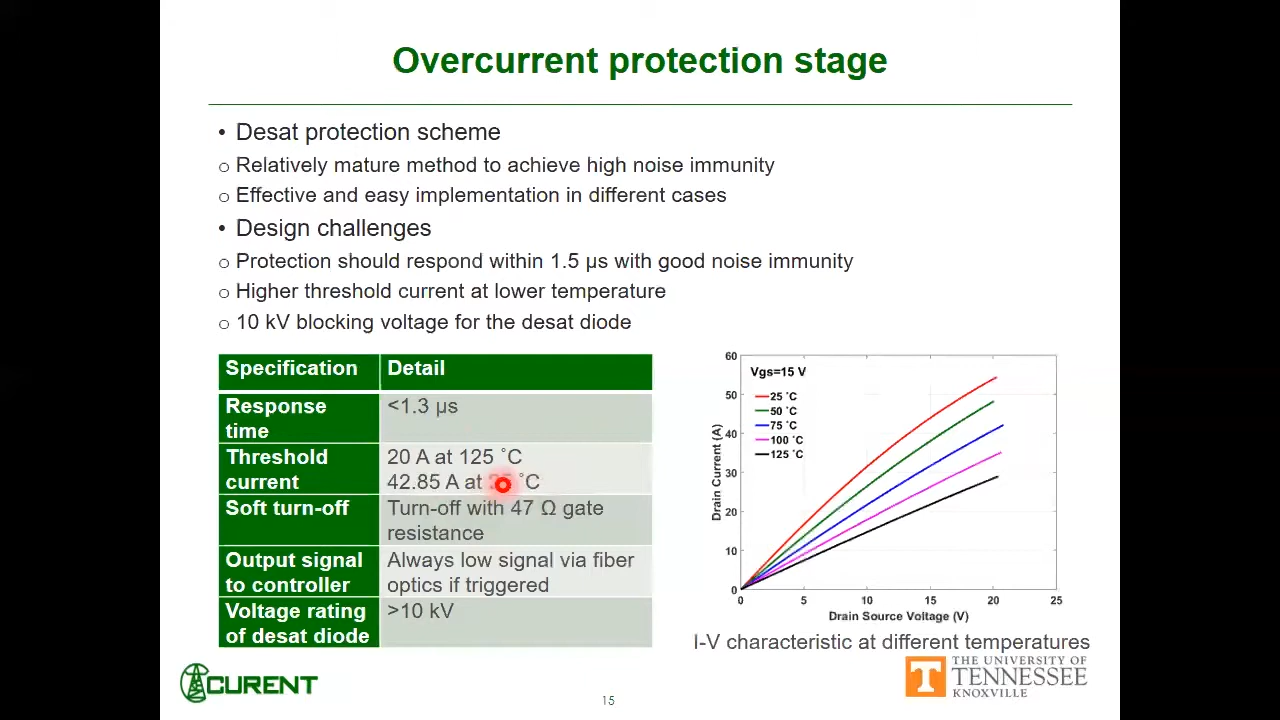 Overcurrent protection stage
• Desat protection scheme
o Relatively mature method to achieve high noise immunity
o Effective and easy implementation in different cases
• Design challenges
o Protection should respond within 1.5 µs with good noise immunity
o Higher threshold current at lower temperature
o 10 kV blocking voltage for the desat diode
Specification Detail
Response
time
<1.3 µs
Threshold
current
20 A at 125 ˚C
42.85 A at ˚C
Soft turn-off
Turn-off with 47 Ω gate
resistance
Output signal
to controller
Always low signal via fiber
optics if triggered
Voltage rating
of desat diode
>10 kV
Vgs=15 V
25 ˚C
50 ˚C
75 ˚C
100 ˚C
125 ˚C
60
50
40
30
20
10
0
Drain Current (A)
0 5 10 15 20 25
Drain Source Voltage (V)
I-V characteristic at different temperatures
CURENT
15
T
THE UNIVERSITY OF
TENNESSEE
KNOXVILLE